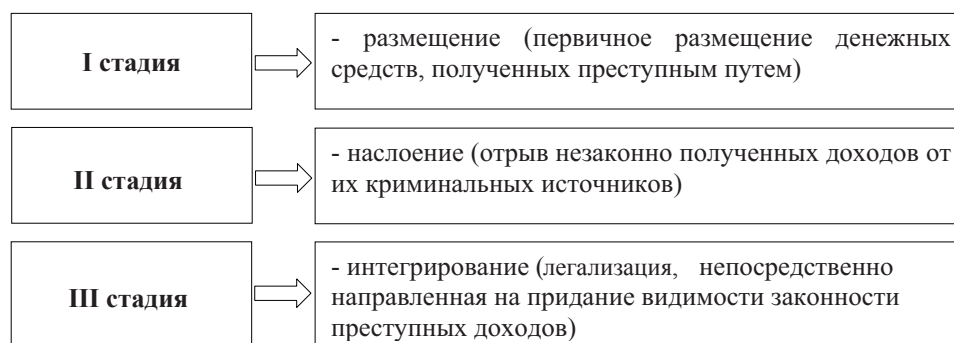 I стадия
- размещение (первичное размещение денежных
средств, полученных преступным путем)
II стадия
- наслоение (отрыв незаконно полученных доходов от
их криминальных источников)
III стадия
- интегрирование (легализация, непосредственно
направленная на придание видимости законности
преступных доходов)